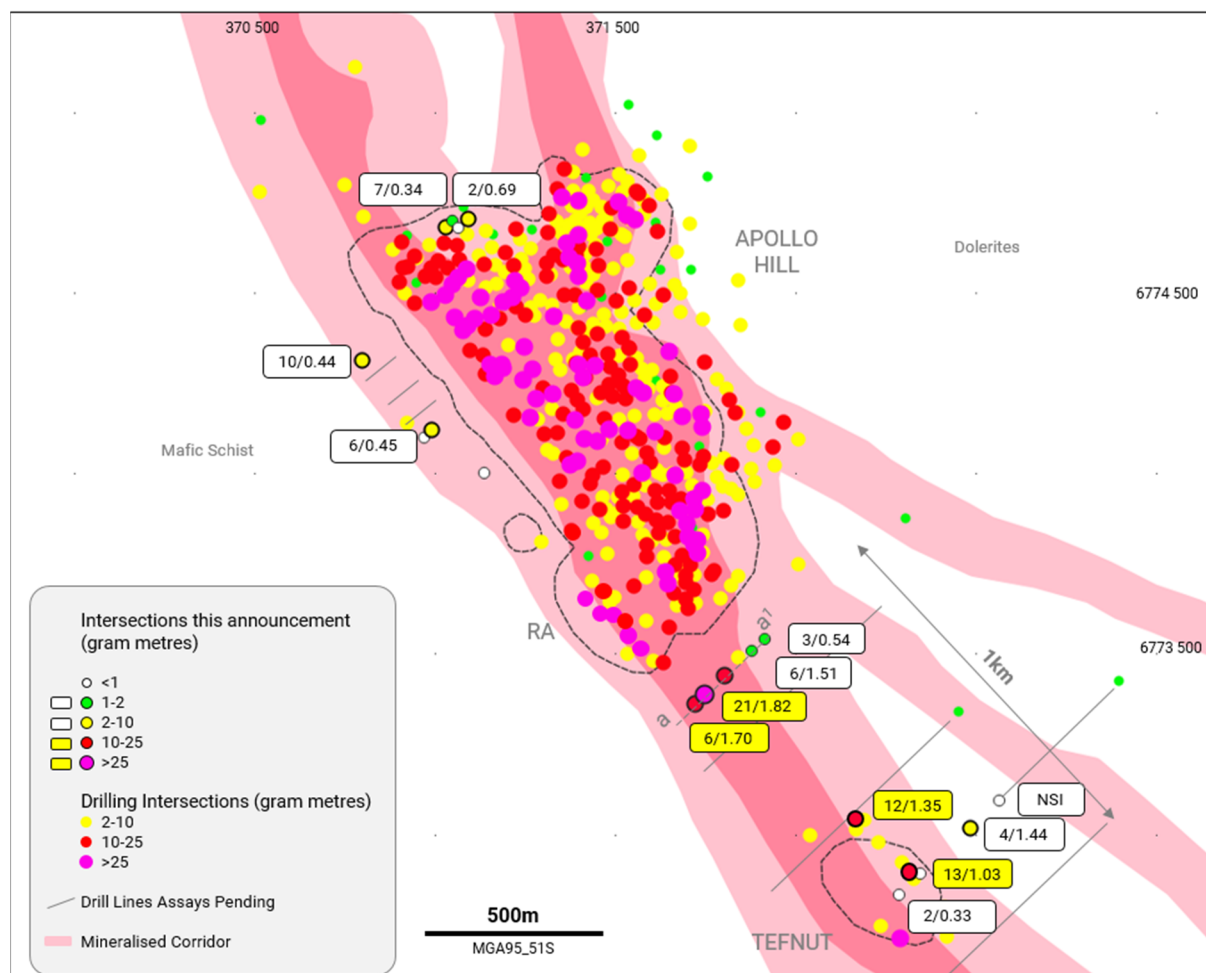 370 500
371 500
7/0.34
2/0.69
APOLLO
HILL
Dolerites
6774 500
10/0.44
6/0.45
Mafic Schist
RA
a
a¹
3/0.54
6/1.51
21/1.82
6/1.70
6773 500
1km
12/1.35
NSI
4/1.44
13/1.03
2/0.33
TEFNUT
Intersections this announcement
(gram metres)
<1
1-2
2-10
10-25
>25
Drilling Intersections (gram metres)
2-10
10-25
>25
Drill Lines Assays Pending
Mineralised Corridor
500m
MGA95_51S